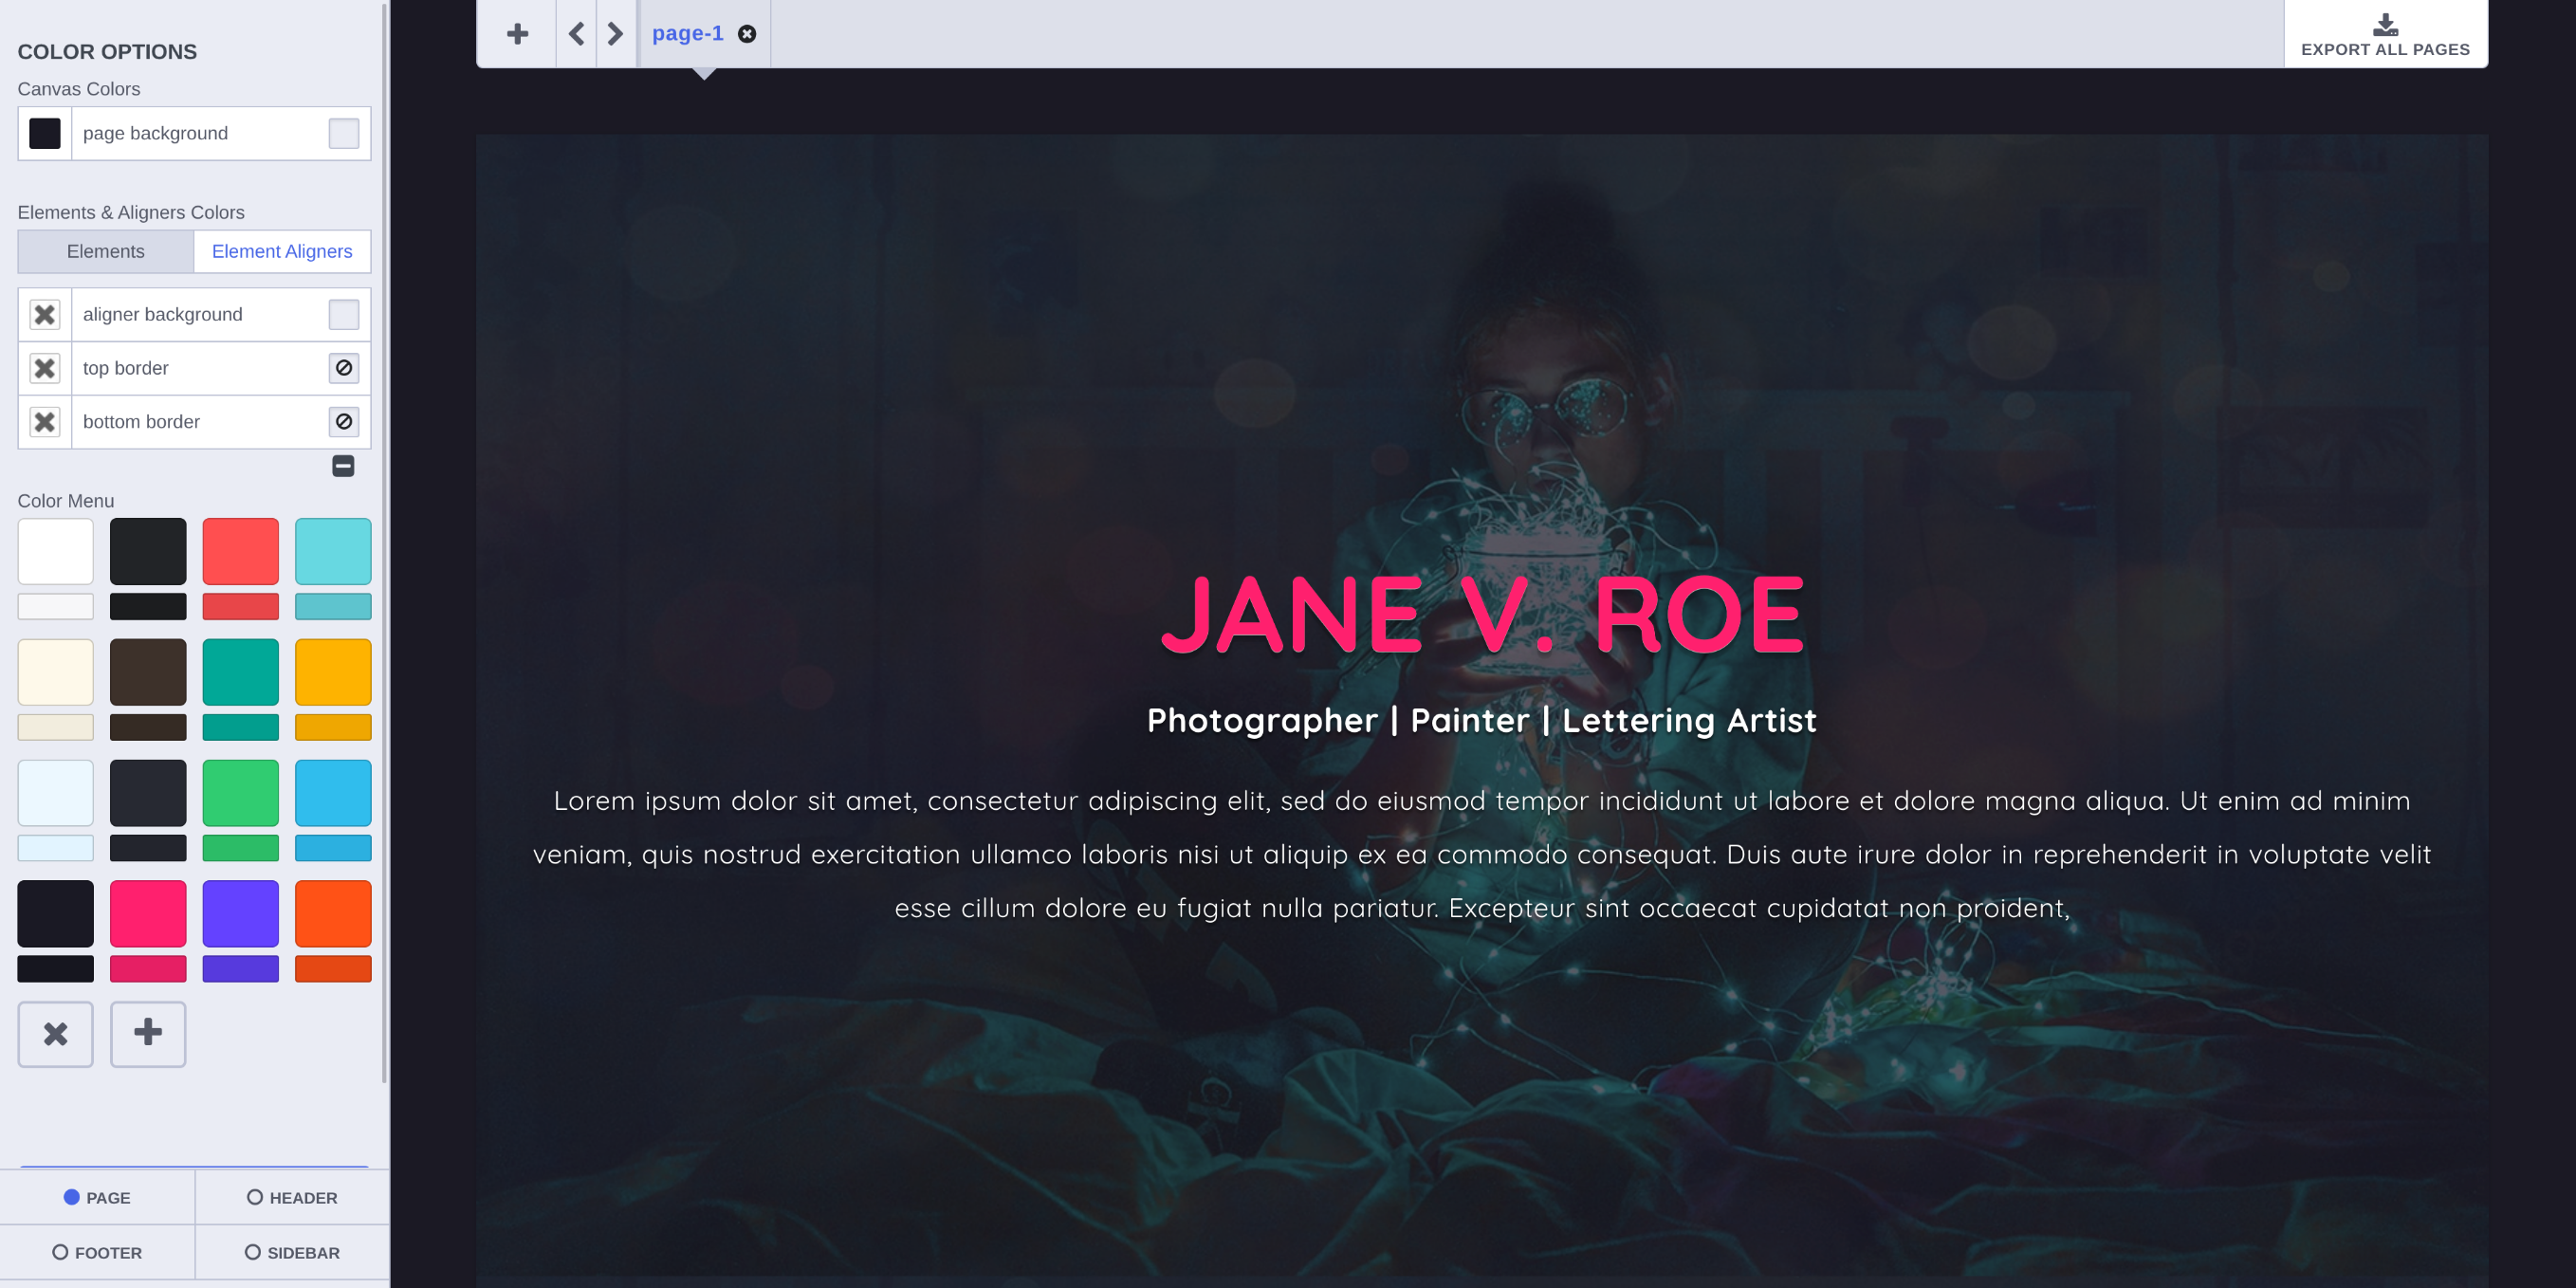 COLOR OPTIONS
Canvas Colors
page background
Elements & Aligners Colors
Elements
Element Aligners
aligner background
top border
bottom border
Color Menu
PAGE
HEADER
FOOTER
SIDEBAR
page-1
EXPORT ALL PAGES
JANE V. ROE
Photographer | Painter | Lettering Artist
Lorem ipsum dolor sit amet, consectetur adipiscing elit, sed do eiusmod tempor incididunt ut labore et dolore magna aliqua. Ut enim ad minim
veniam, quis nostrud exercitation ullamco laboris nisi ut aliquip ex ea commodo consequat. Duis aute irure dolor in reprehenderit in voluptate velit
esse cillum dolore eu fugiat nulla pariatur. Excepteur sint occaecat cupidatat non proident,